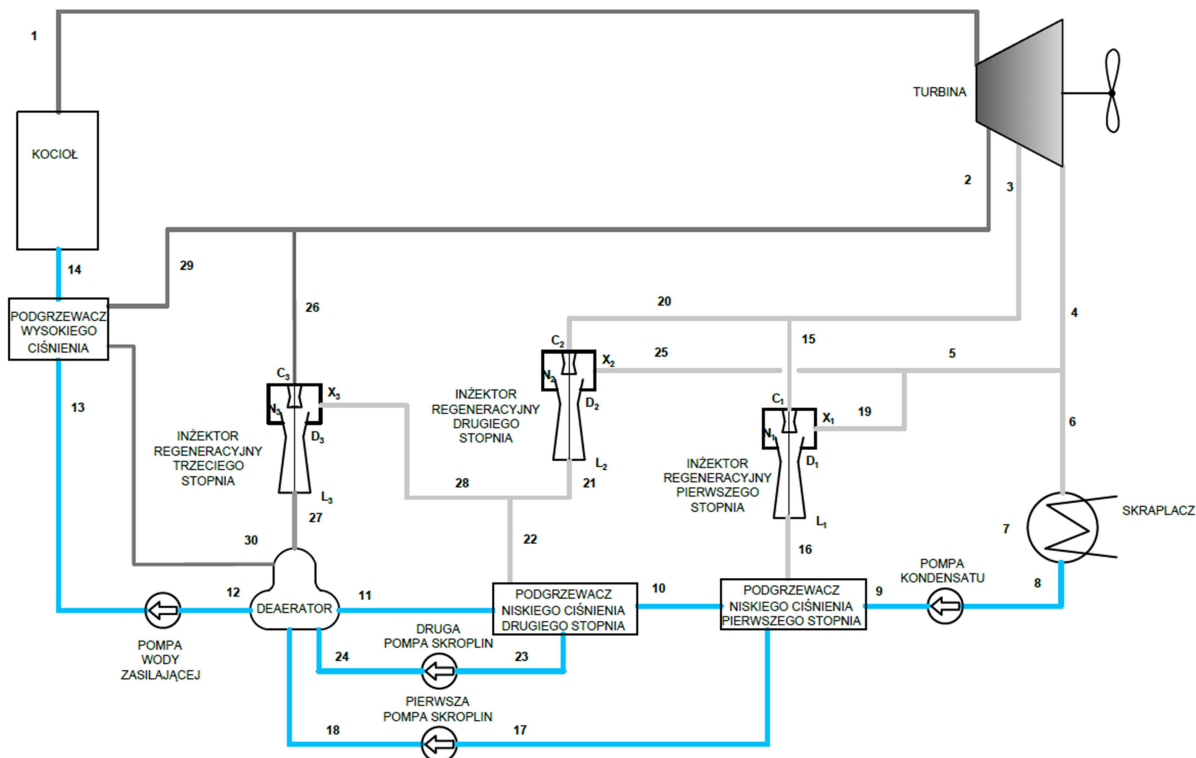 1
TURBINA
KOCIOŁ
2
3
14
29
PODGRZEWACZ
WYSOKIEGO
CIŚNIENIA
26
20
4
15
C₂
X₂
25
5
N₂
D₂
INŻEKTOR
REGENERACYJNY
DRUGIEGO
STOPNIA
L₂
21
13
C₃
X₃
N₃
D₃
INŻEKTOR
REGENERACYJNY
TRZECIEGO
STOPNIA
L₃
27
28
C₁
X₁
19
N₁
D₁
INŻEKTOR
REGENERACYJNY
PIERWSZEGO
STOPNIA
L₁
6
7
SKRAPLACZ
30
22
16
POMPA
KONDENSATU
8
12
DEAERATOR
11
PODGRZEWACZ
NISKIEGO CIŚNIENIA
DRUGIEGO STOPNIA
10
PODGRZEWACZ
NISKIEGO CIŚNIENIA
PIERWSZEGO STOPNIA
9
POMPA
WODY
ZASILAJĄCEJ
24
DRUGA
POMPA SKROPLIN
23
18
PIERWSZA
POMPA SKROPLIN
17